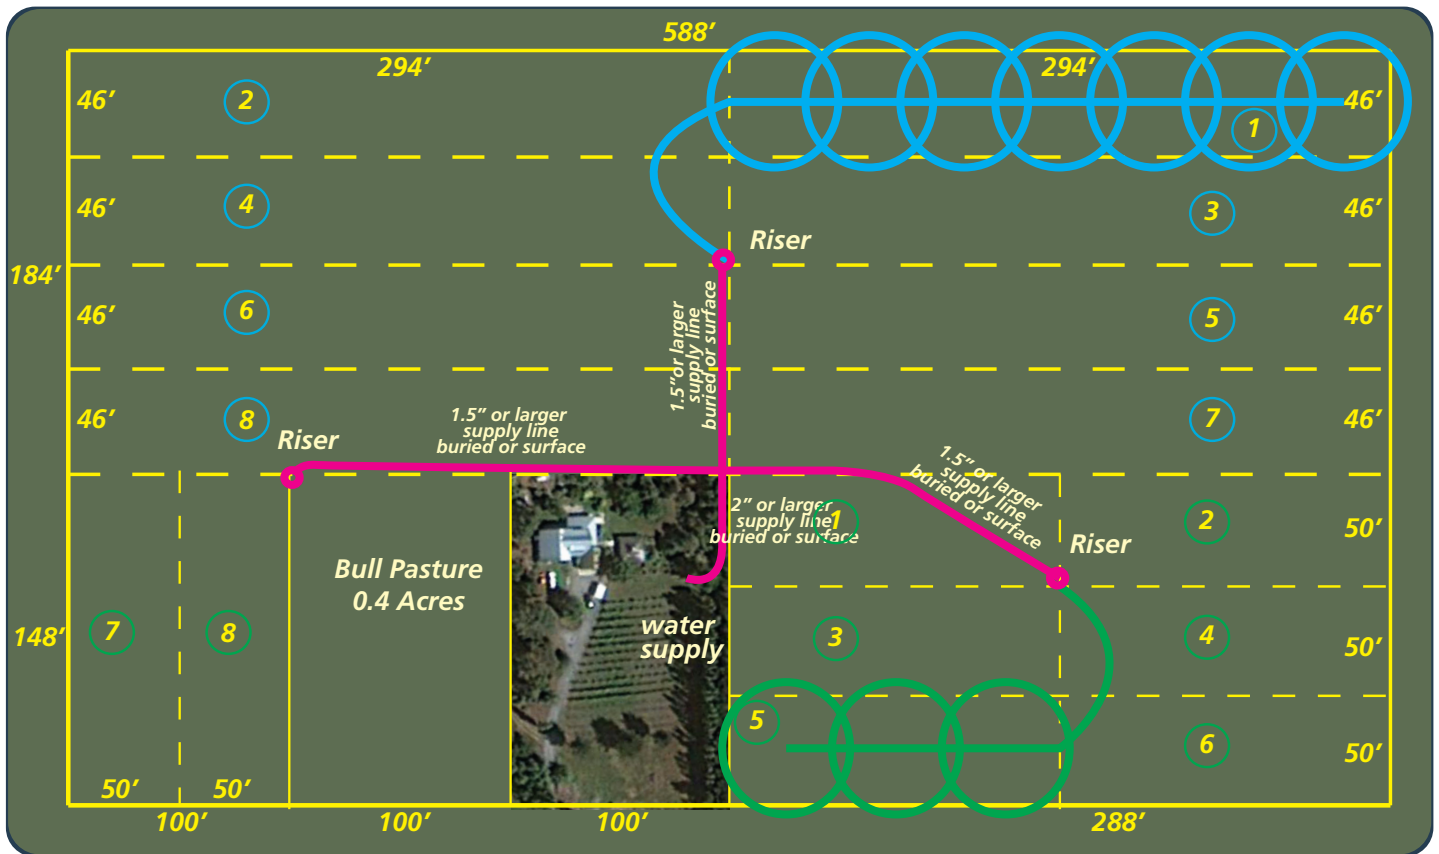 588’
294’
294’
46’
2
46’
1
46’
4
3
46’
Riser
184’
46’
6
5
46’
1.5” or larger
supply line
buried or surface
46’
8
7
46’
Riser
1.5” or larger
supply line
buried or surface
1.5” or larger
supply line
buried or surface
2” or larger
supply line
buried or surface
1
2
50’
Riser
Bull Pasture
0.4 Acres
148’
7
8
water
supply
3
4
50’
5
6
50’
50’
50’
100’
100’
100’
288’